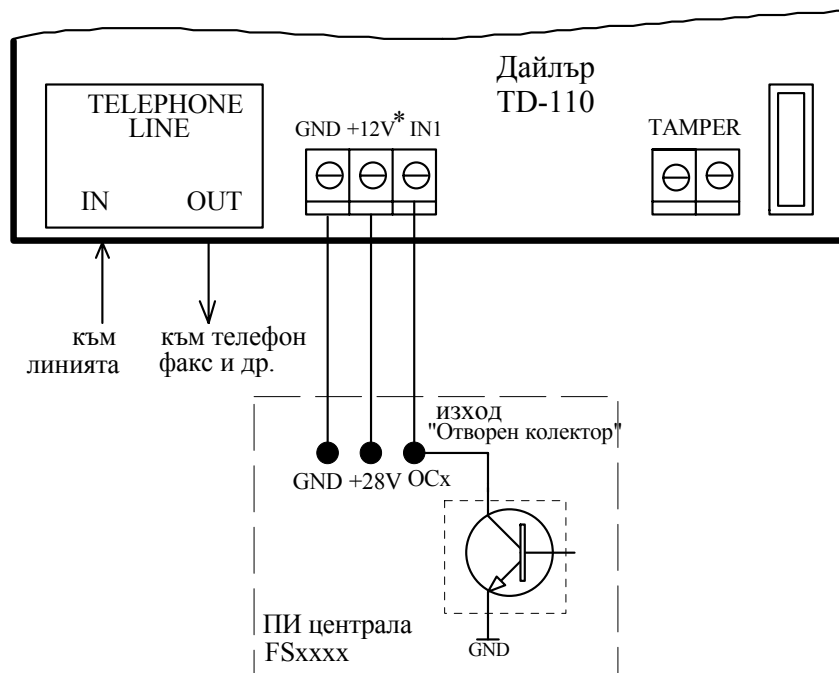 Дайлър
TD-110
TELEPHONE
LINE
IN OUT
GND +12V* IN1
TAMPER
към
линията
към телефон
факс и др.
изход
"Отворен колектор"
GND +28V OCx
GND
ПИ централа
FSxxxx